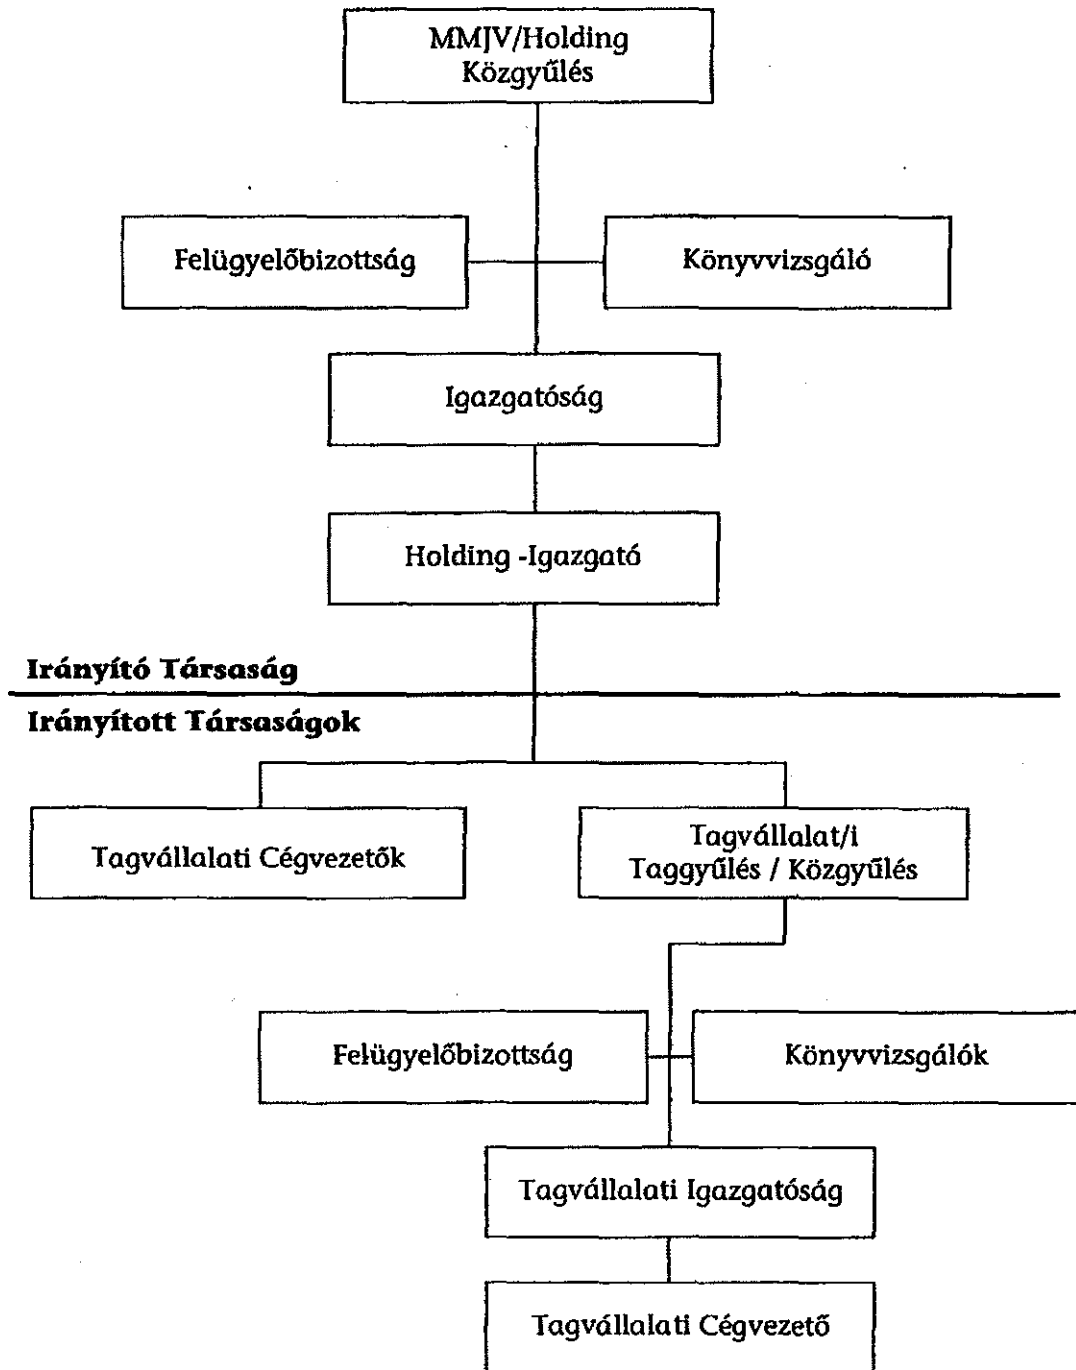 MMJV/Holding
Közgyűlés
Felügyelőbizottság
Könyvvizsgáló
Igazgatóság
Holding -Igazgató
Irányító Társaság
Irányított Társaságok
Tagvállalati Cégvezetők
Tagvállalat/i
Taggyűlés / Közgyűlés
Felügyelőbizottság
Könyvvizsgálók
Tagvállalati Igazgatóság
Tagvállalati Cégvezető